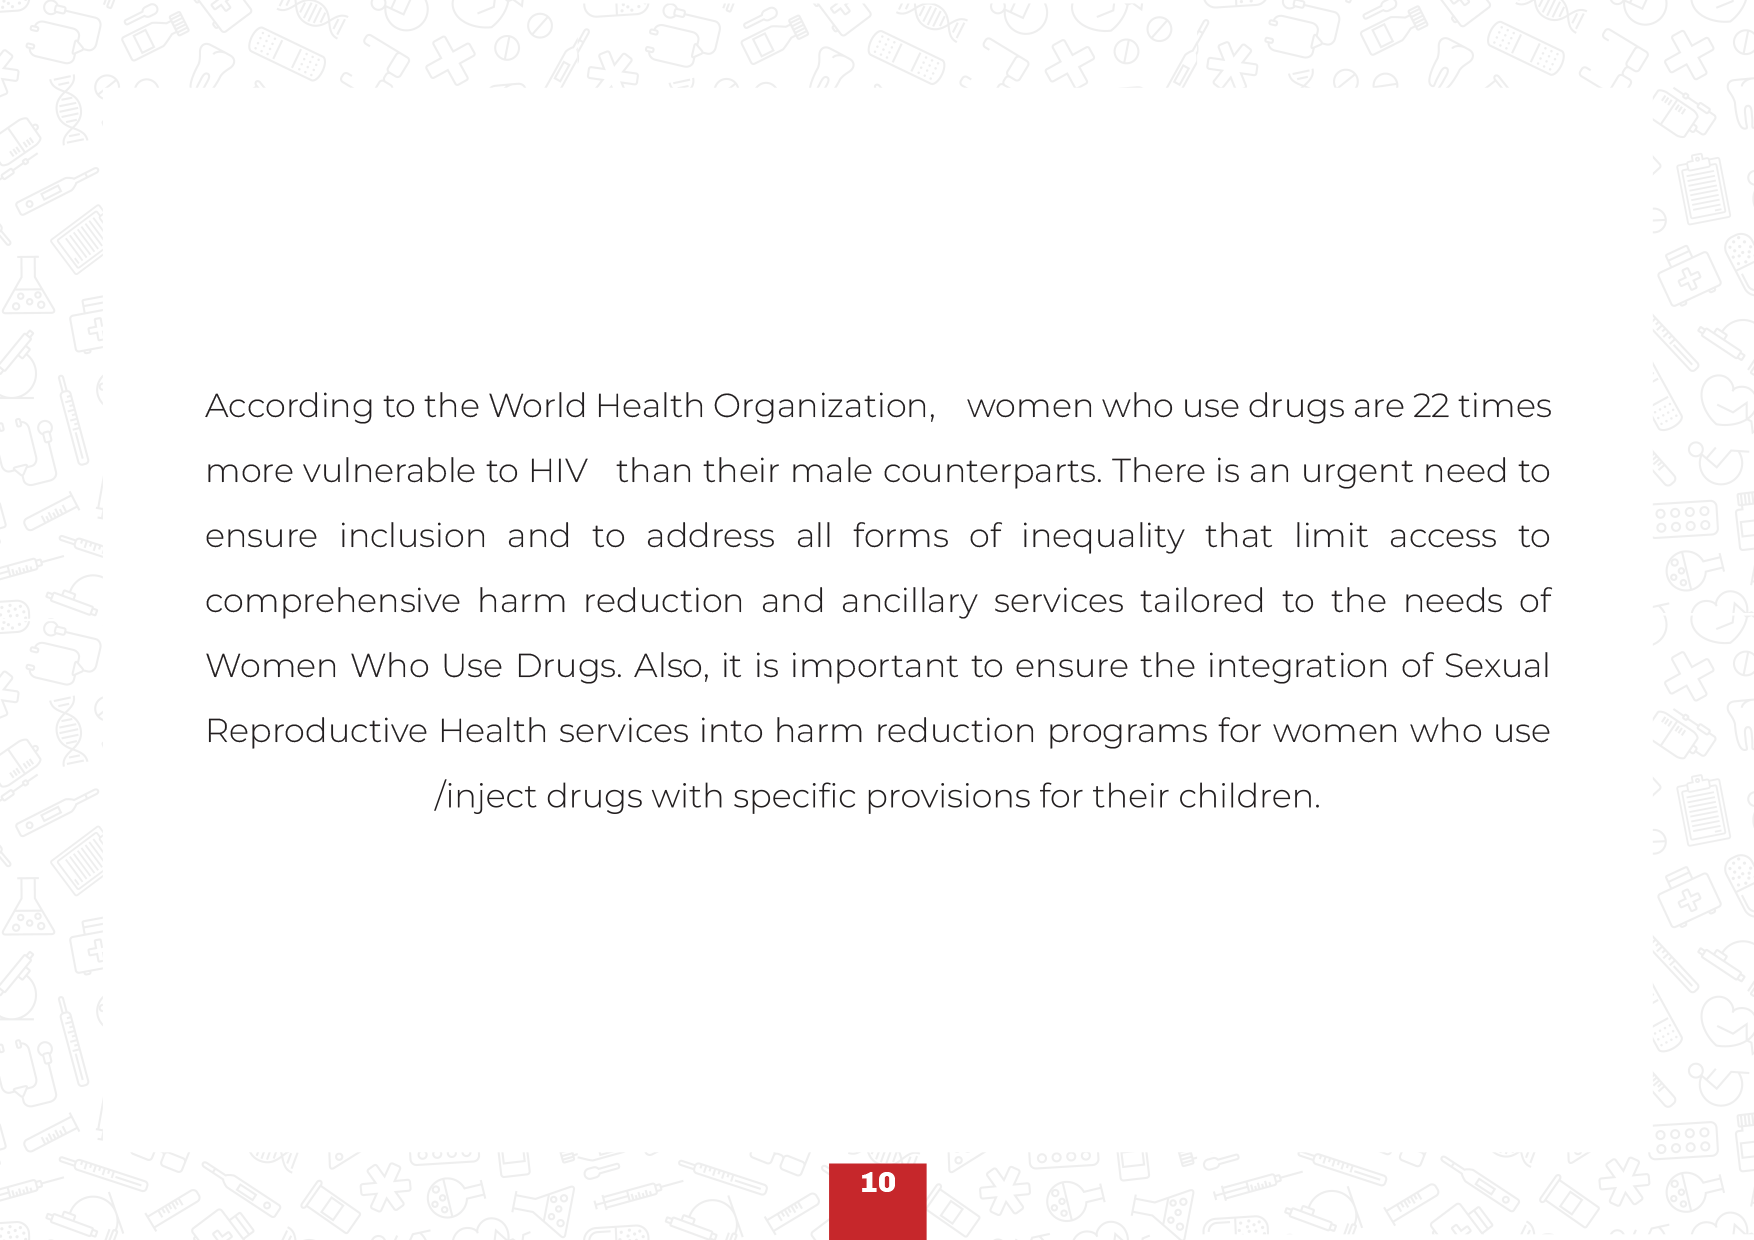 According to the World Health Organization, women who use drugs are 22 times
more vulnerable to HIV than their male counterparts. There is an urgent need to
ensure inclusion and to address all forms of inequality that limit access to
comprehensive harm reduction and ancillary services tailored to the needs of
Women Who Use Drugs. Also, it is important to ensure the integration of Sexual
Reproductive Health services into harm reduction programs for women who use
/inject drugs with specific provisions for their children.
10